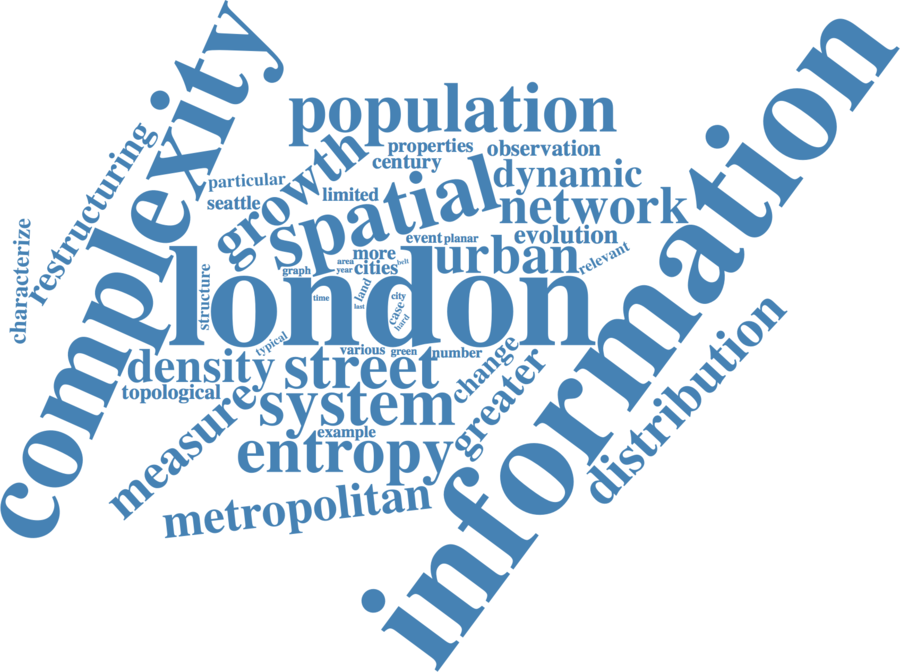 complexity
information
population
properties
observation
century
growth
restructuring
particular
limited
dynamic
seattle
spatial
network
characterize
event
planar
evolution
more
urban
relevant
area
belt
graph
year
cities
structure
london
time
land
last
city
case
hard
typical
various
green
number
density
street
change
topological
system
greater
distribution
measure
example
entropy
metropolitan